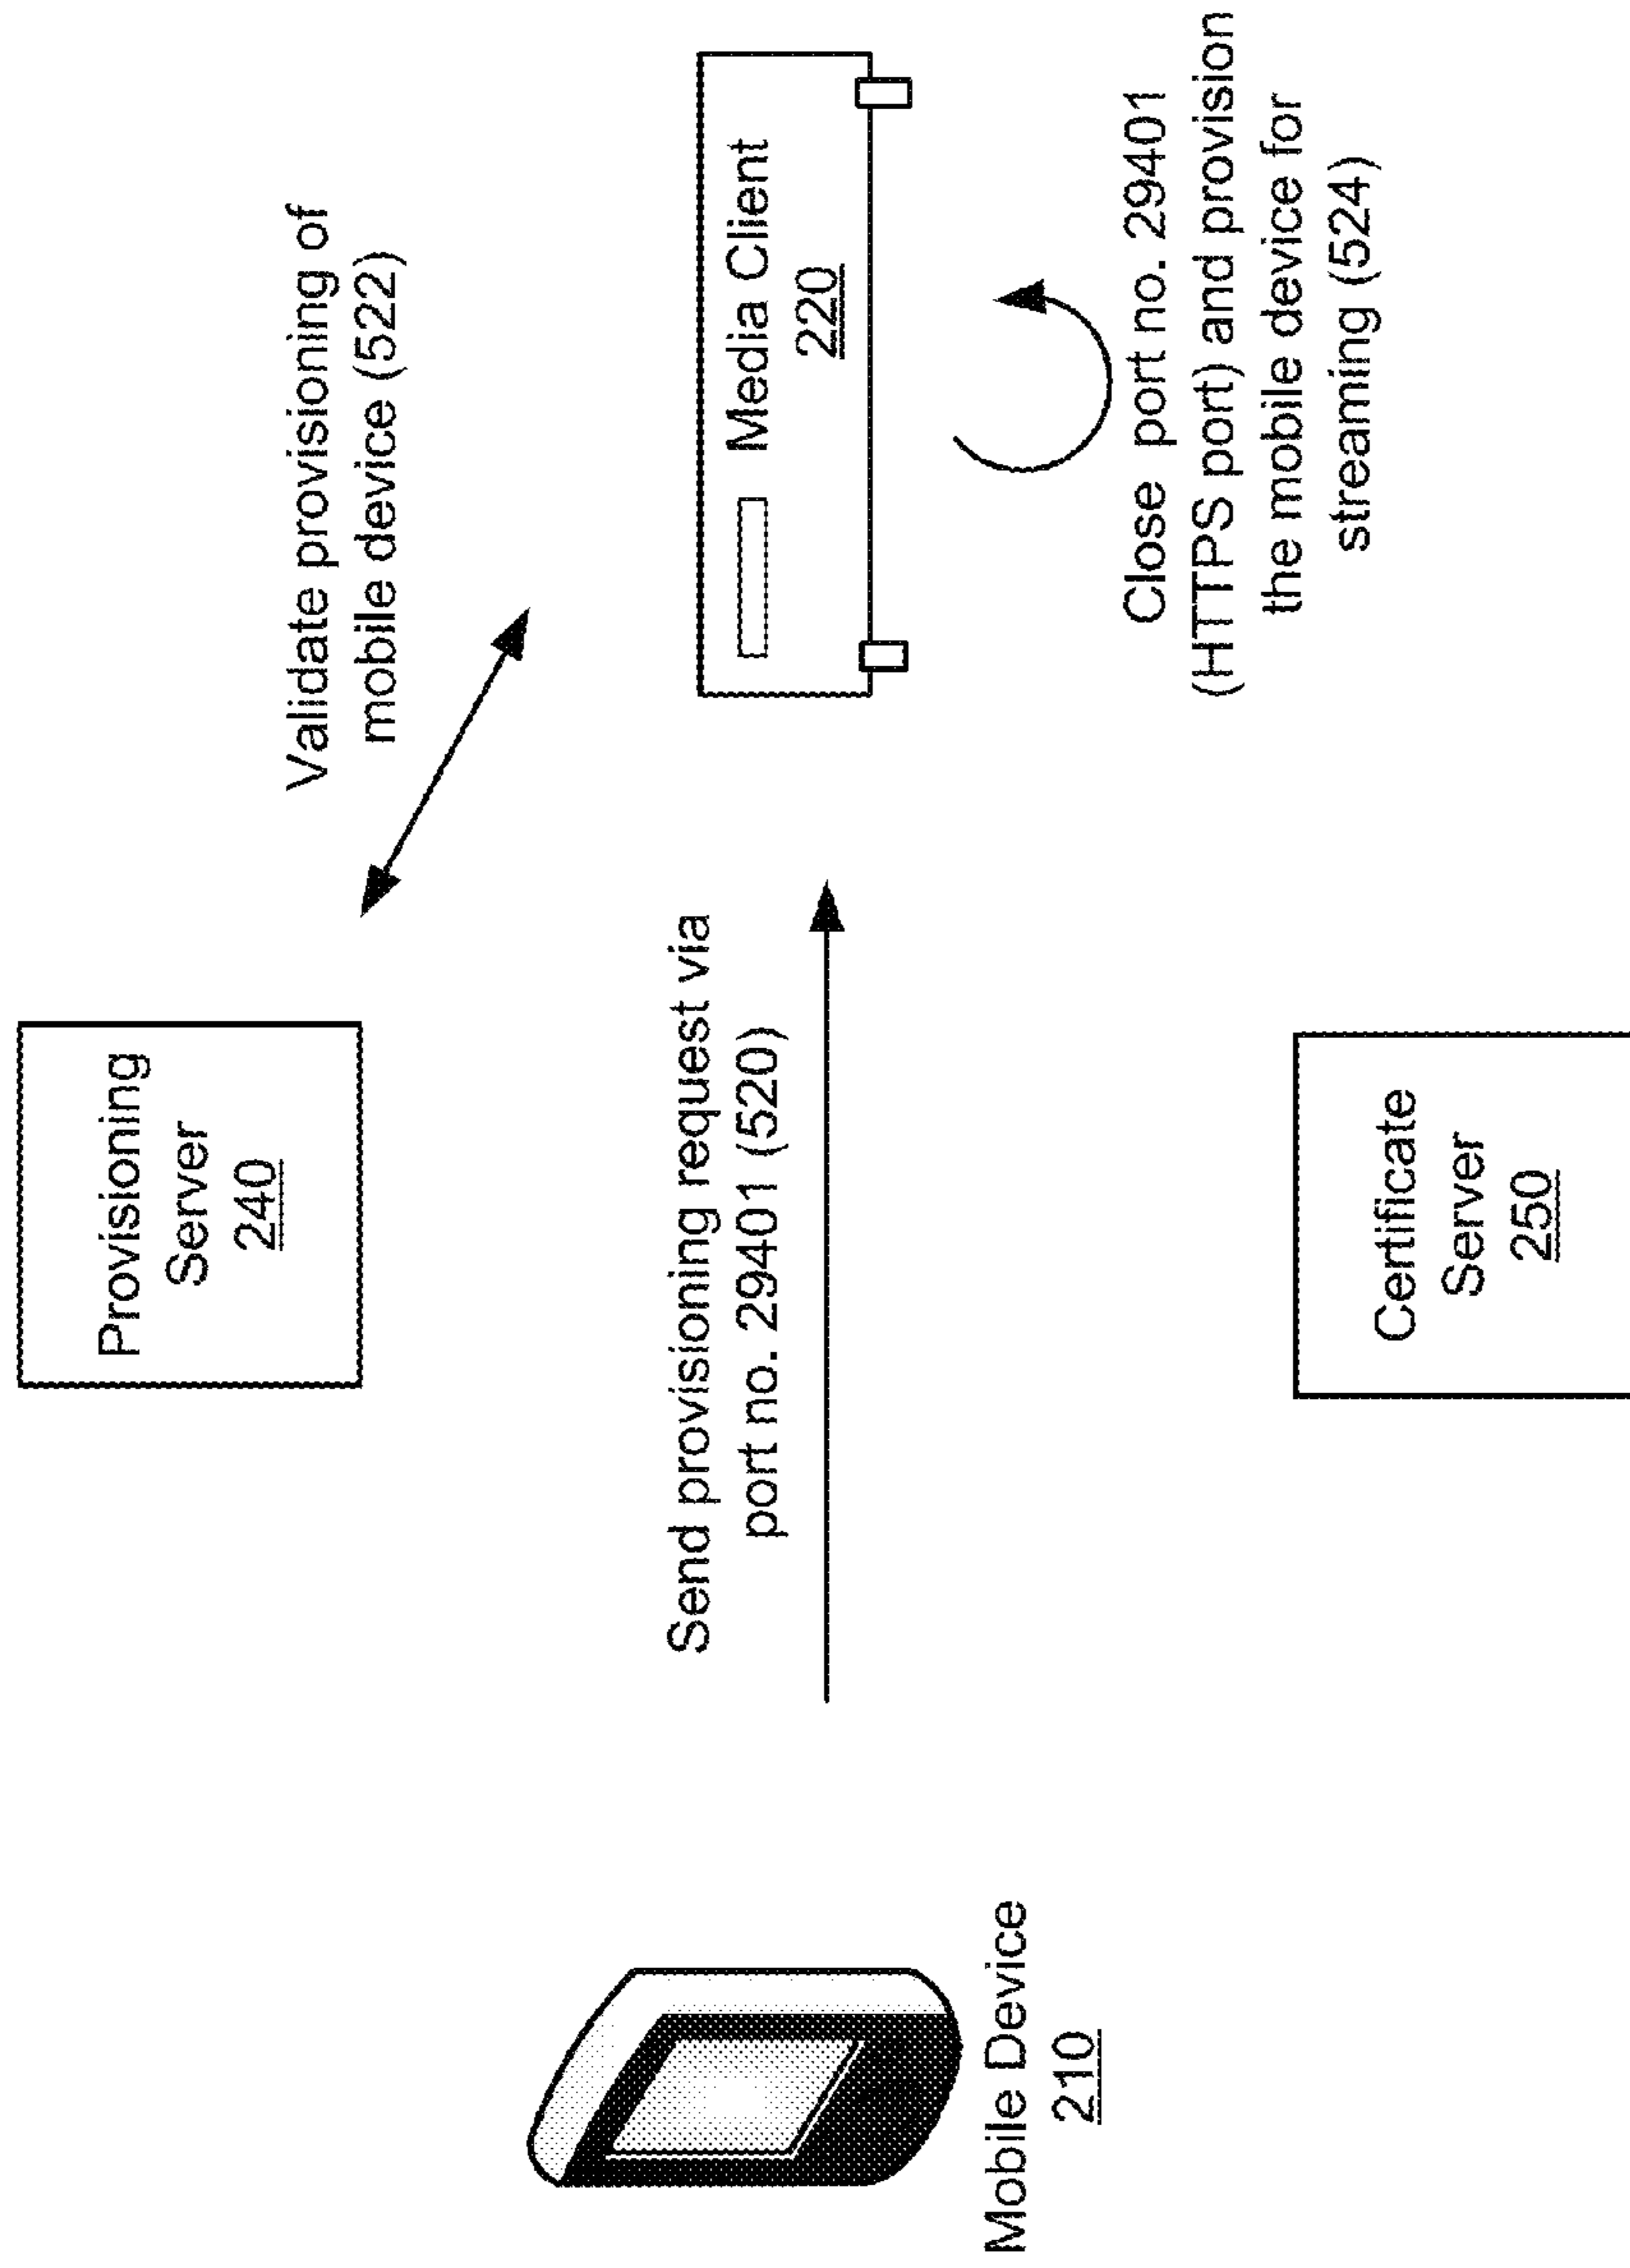 Provisioning
Server
240
Validate provisioning of
mobile device (522)
Send provisioning request via
port no. 29401 (520)
Media Client
220
Mobile Device
210
Close port no. 29401
(HTTPS port) and provision
the mobile device for
streaming (524)
Certificate
Server
250